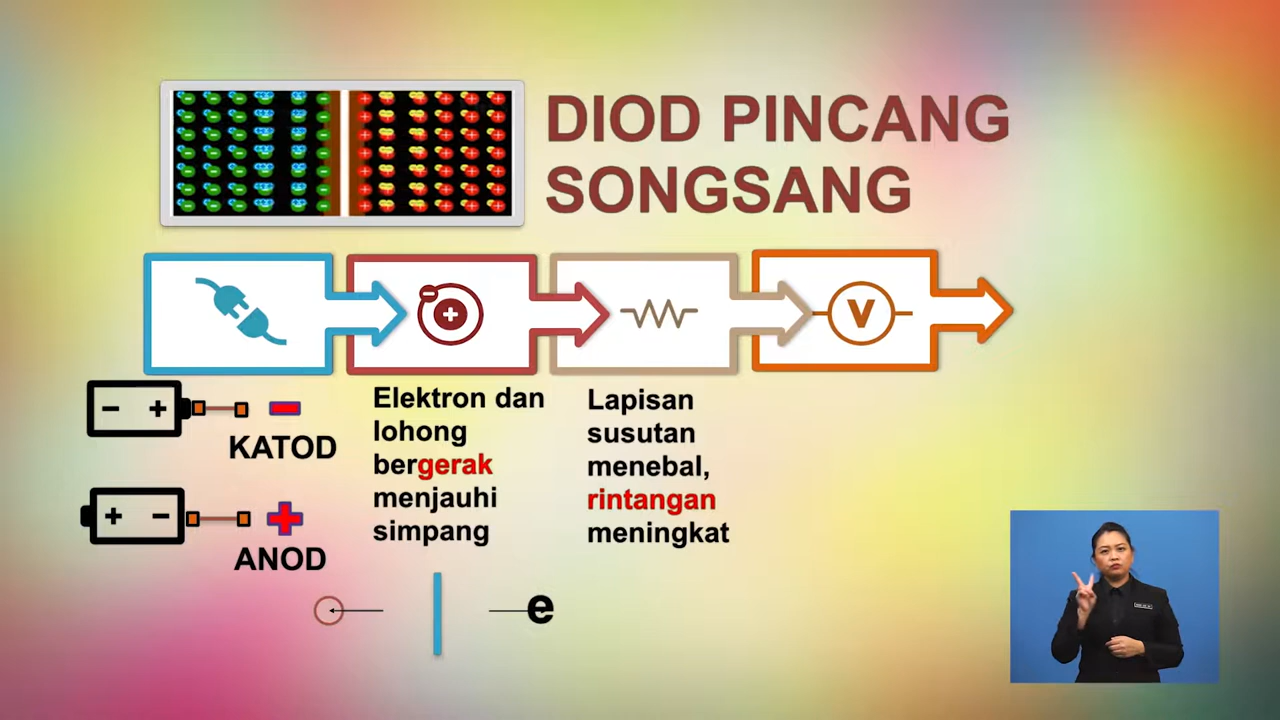 DIOD PINCANG
SONGSANG
V
- +
KATOD
+ -
ANOD
Elektron dan
lohong
bergerak
menjauhi
simpang
Lapisan
susutan
menebal,
rintangan
meningkat
e